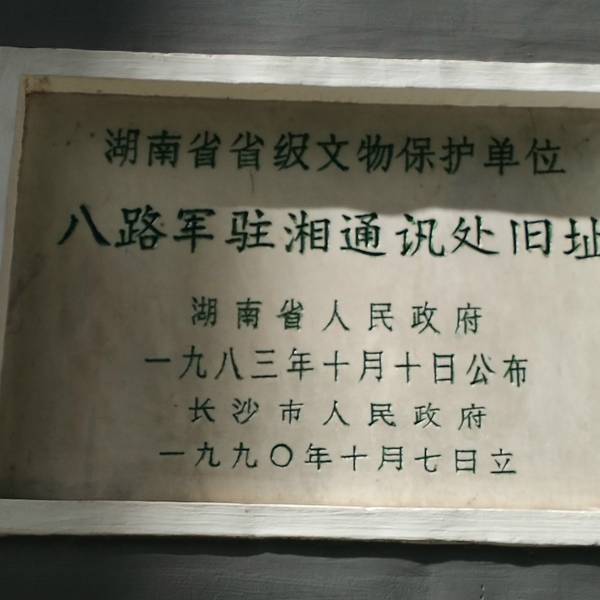 湖南省省级文物保护单位
八路军驻湘通讯处旧址
湖南省人民政府
一九八三年十月十日公布
长沙市人民政府
一九九〇年十月七日立